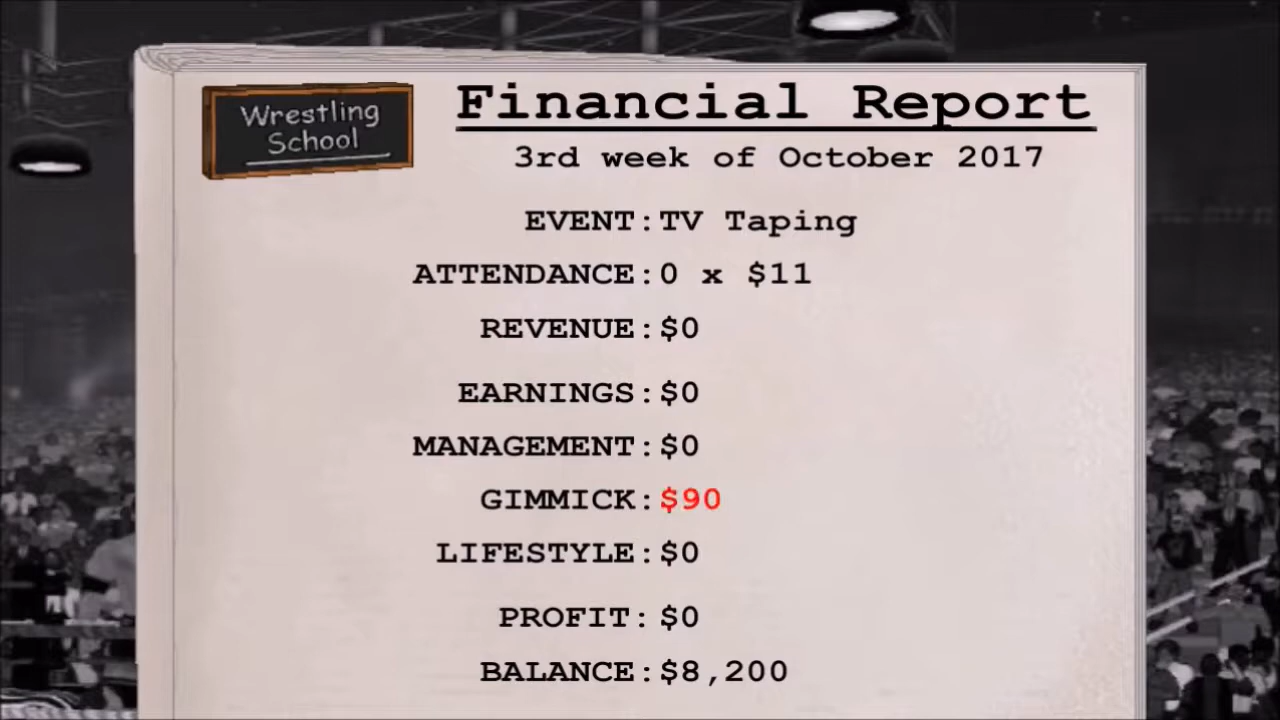 Wrestling
School
Financial Report
3rd week of October 2017
EVENT: TV Taping
ATTENDANCE: 0 x $11
REVENUE: $0
EARNINGS: $0
MANAGEMENT: $0
GIMMICK: $90
LIFESTYLE: $0
PROFIT: $0
BALANCE: $8,200